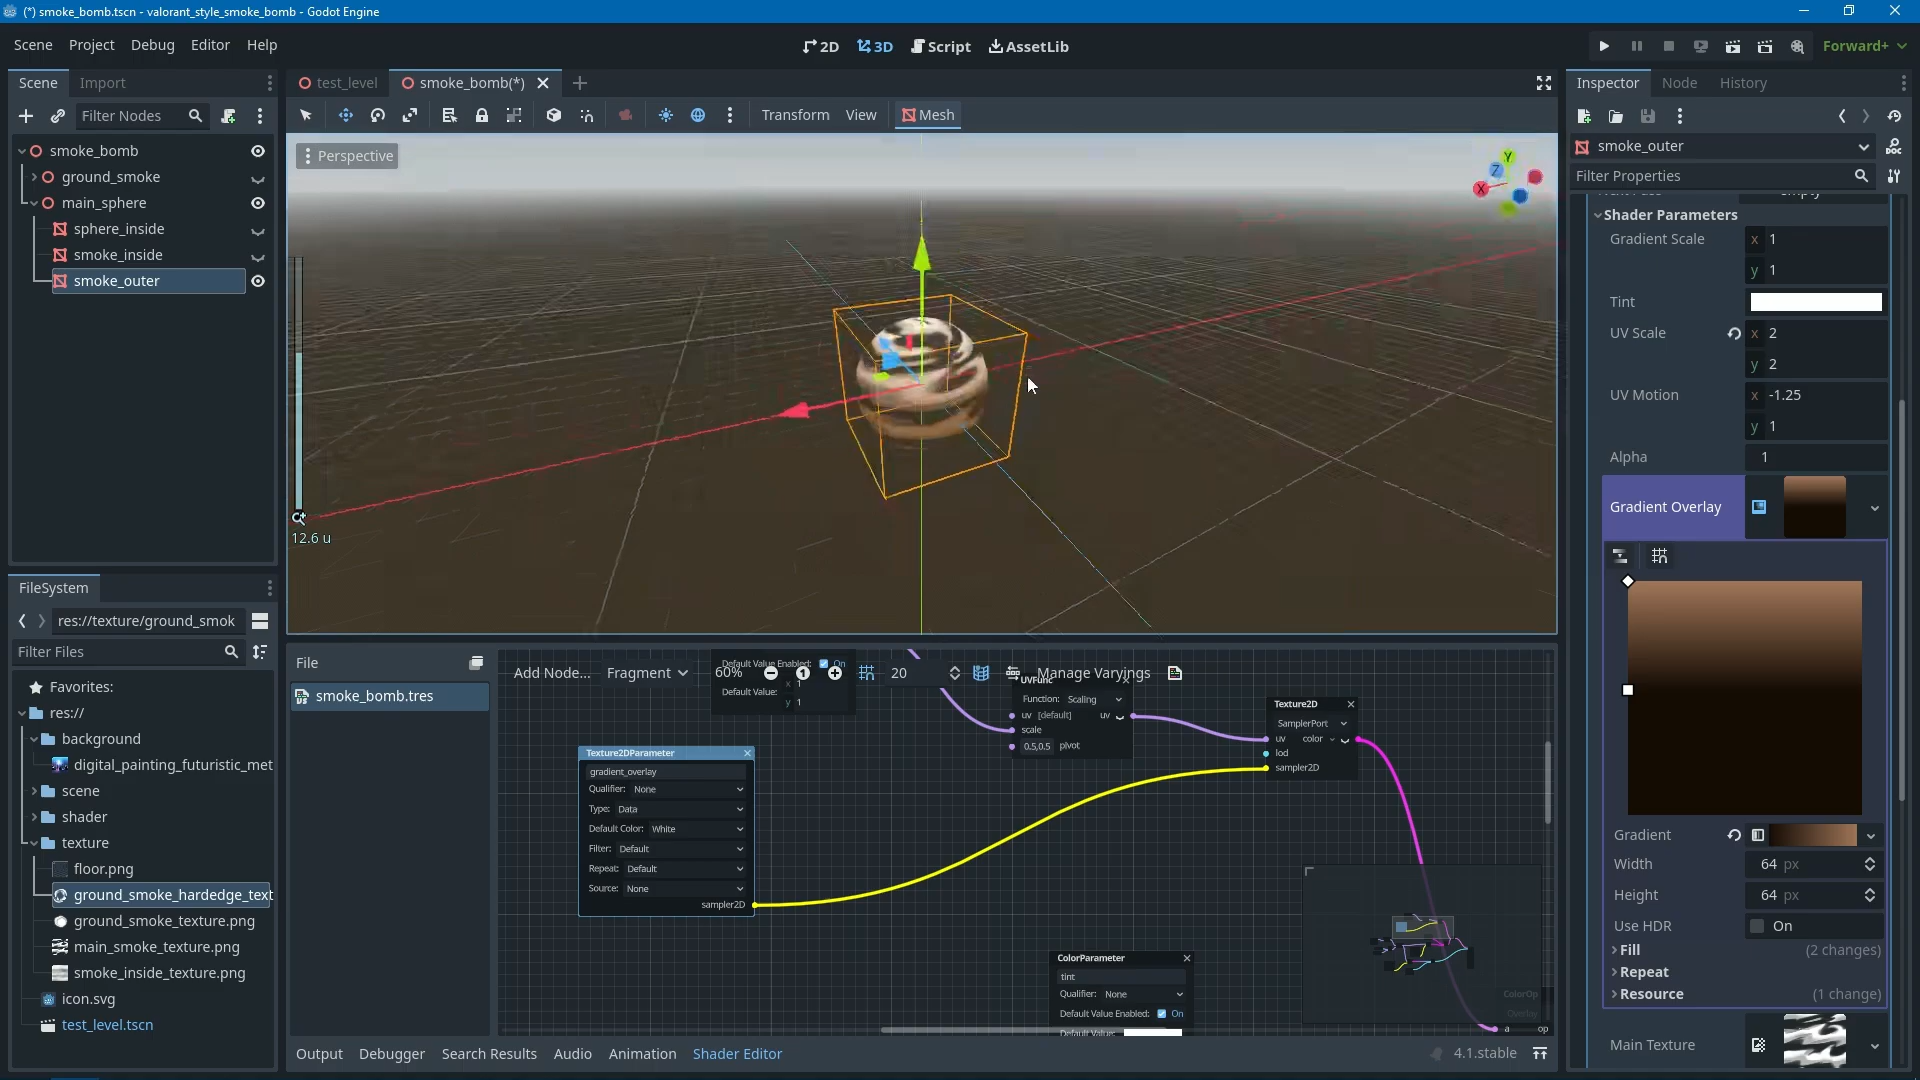 (*) smoke_bomb.tscn - valorant_style_smoke_bomb - Godot Engine
Scene Project Debug Editor Help
2D 3D Script AssetLib
Forward+
Scene Import
Filter Nodes
smoke_bomb
ground_smoke
main_sphere
sphere_inside
smoke_inside
smoke_outer
FileSystem
res://texture/ground_smok
Filter Files
Favorites:
res://
background
digital_painting_futuristic_met
scene
shader
texture
floor.png
ground_smoke_hardedge_text
ground_smoke_texture.png
main_smoke_texture.png
smoke_inside_texture.png
icon.svg
test_level.tscn
test_level smoke_bomb(*)
Transform View Mesh
Perspective
Y
Z
X
12.6 u
File
smoke_bomb.tres
Add Node... Fragment 60% 1 20 Manage Varyings
Default Value Enabled: On
Default Value: x 1
y 1
UVFunc
Function: Scaling
uv [default] uv
scale
0.5,0.5 pivot
Texture2D
SamplerPort
uv color
lod
sampler2D
Texture2DParameter
gradient_overlay
Qualifier: None
Type: Data
Default Color: White
Filter: Default
Repeat: Default
Source: None
sampler2D
ColorParameter
tint
Qualifier: None
Default Value Enabled: On
Default Value:
ColorOp
Overlay
a op
Output Debugger Search Results Audio Animation Shader Editor 4.1.stable
Inspector Node History
smoke_outer
Filter Properties
Shader Parameters
Gradient Scale x 1
y 1
Tint
UV Scale x 2
y 2
UV Motion x -1.25
y 1
Alpha 1
Gradient Overlay
Gradient
Width 64 px
Height 64 px
Use HDR On
Fill (2 changes)
Repeat
Resource (1 change)
Main Texture